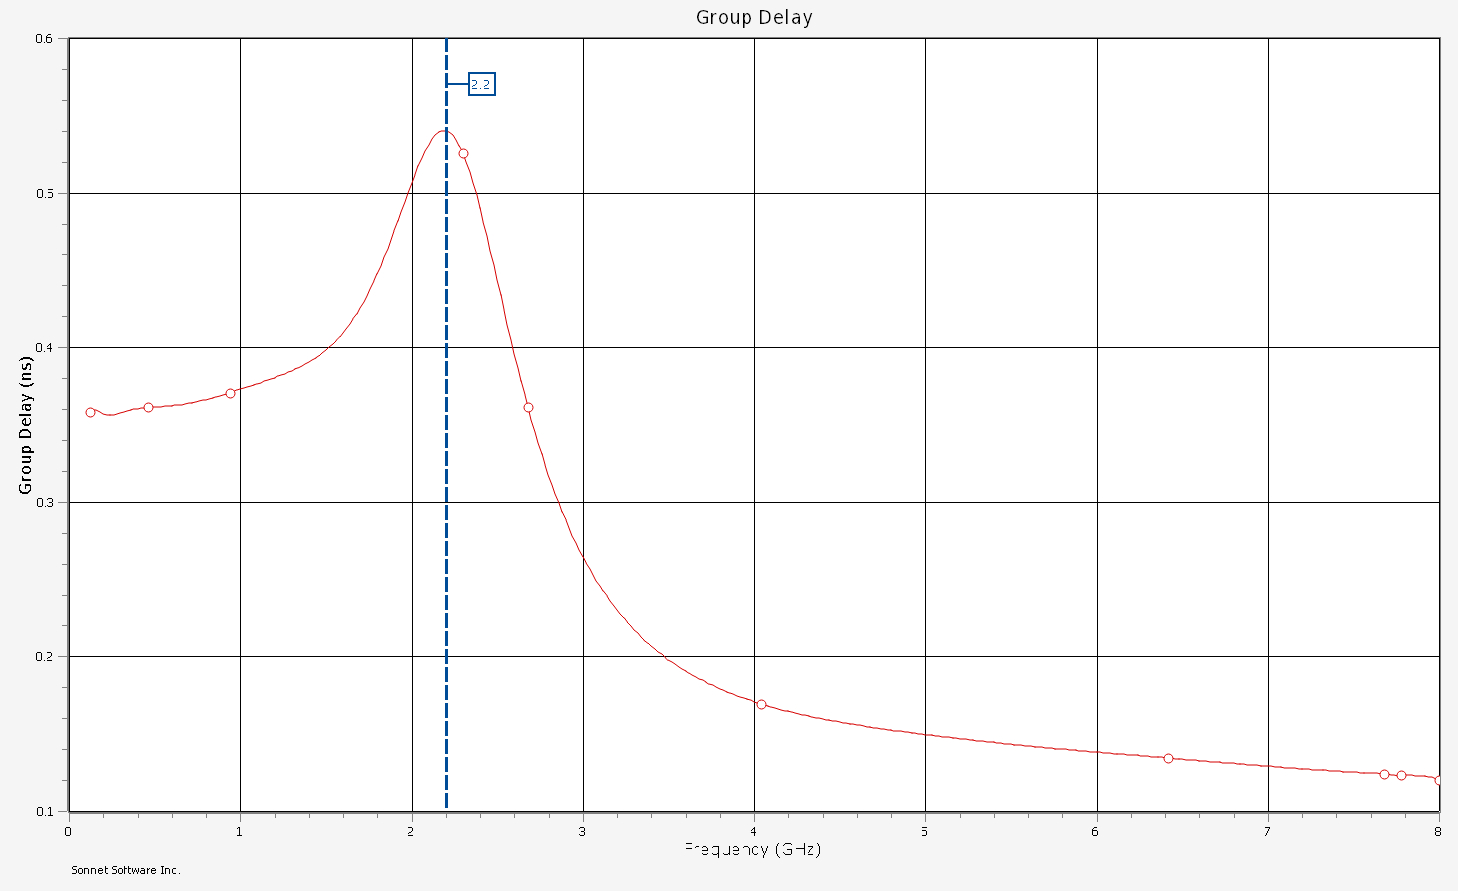 Group Delay
0.6
2.2
0.5
0.4
0.3
0.2
0.1
Group Delay (ns)
0 1 2 3 4 5 6 7 8
Frequency (GHz)
Sonnet Software Inc.